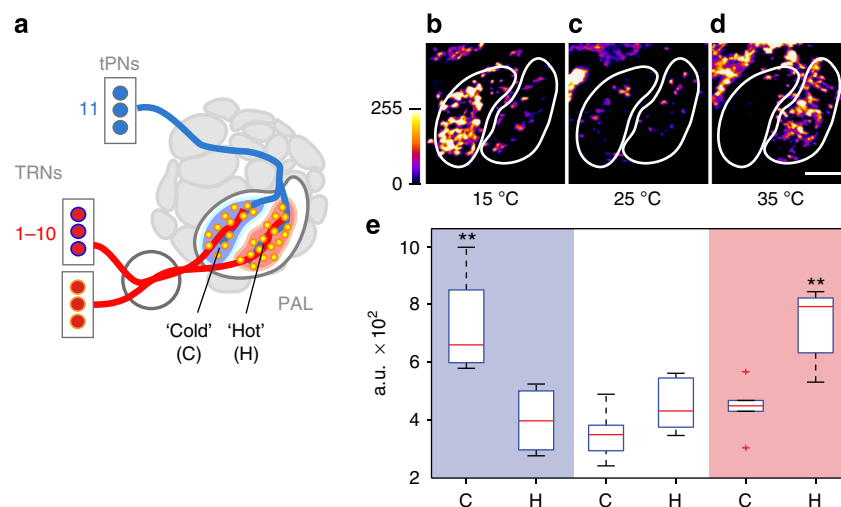 a
tPNs
11
TRNs
1–10
'Cold'
(C)
'Hot'
(H)
PAL
b
c
d
255
0
15 °C
25 °C
35 °C
e
a.u. ×10²
10
8
6
4
2
**
**
C
H
C
H
C
H